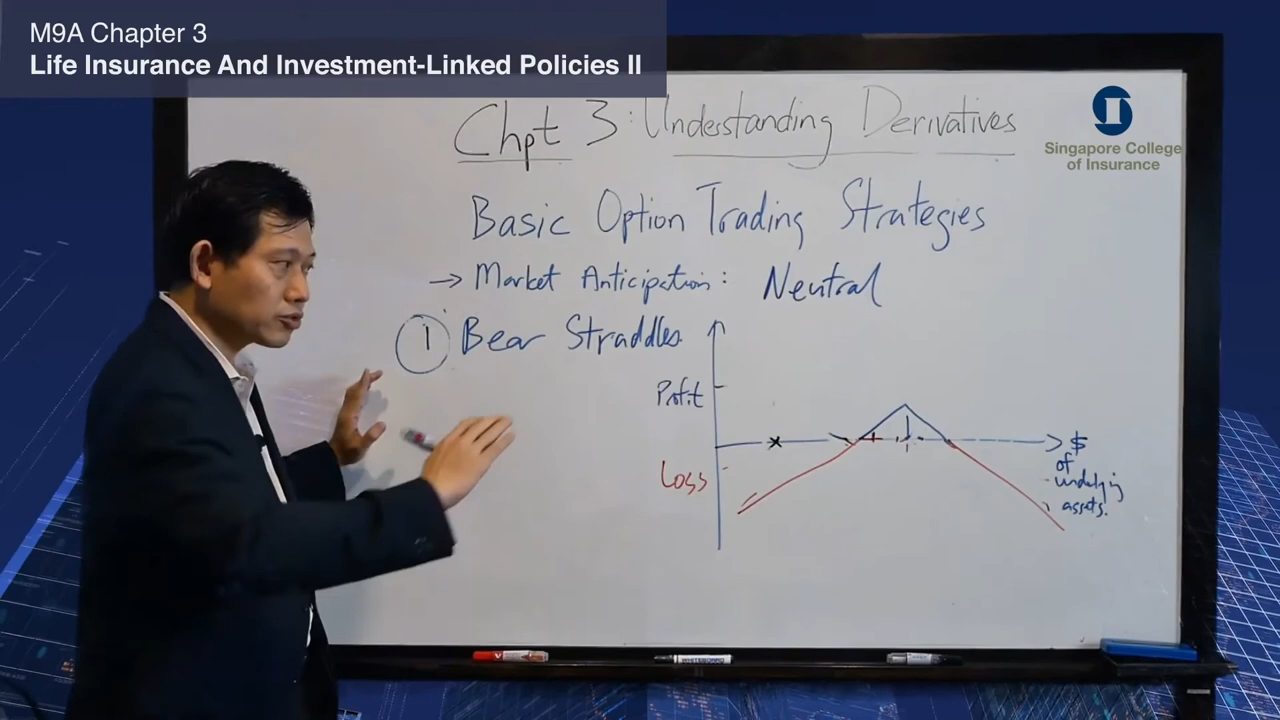 M9A Chapter 3
Life Insurance And Investment-Linked Policies II
Singapore College
of Insurance
Chpt 3: Understanding Derivatives
Basic Option Trading Strategies
→ Market Anticipation: Neutral
1 Bear Straddles
Profit
Loss
$
of
underlying
assets.